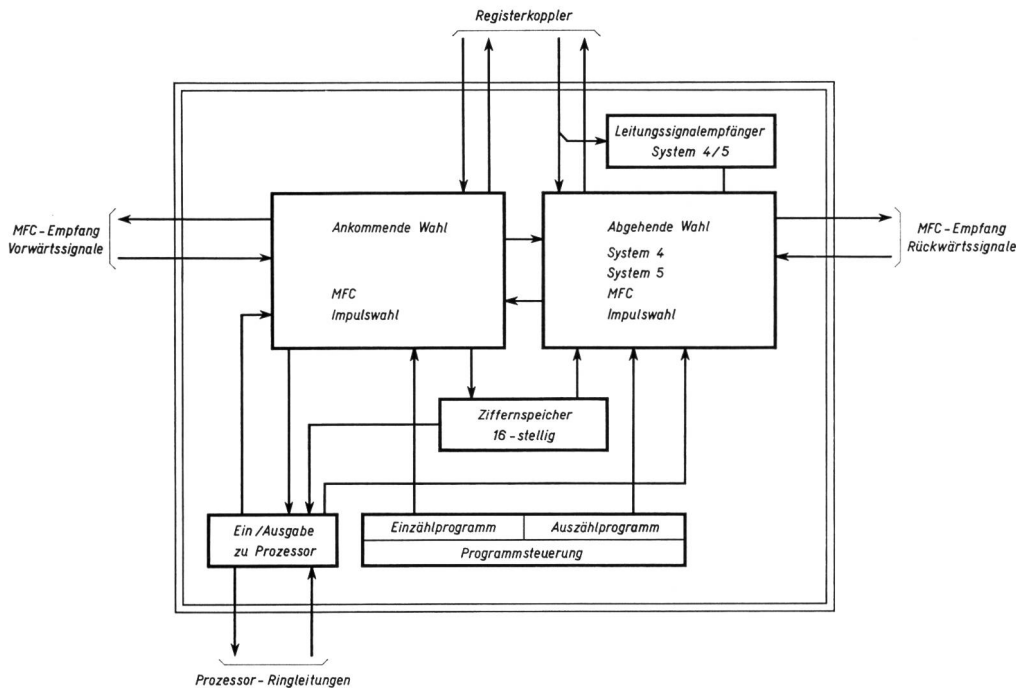 Registerkoppler
Leitungssignalempfänger
System 4/5
MFC-Empfang
Vorwärtssignale
Ankommende Wahl
MFC
Impulswahl
Abgehende Wahl
System 4
System 5
MFC
Impulswahl
MFC-Empfang
Rückwärtssignale
Ziffernspeicher
16-stellig
Ein/Ausgabe
zu Prozessor
Einzählprogramm
Auszählprogramm
Programmsteuerung
Prozessor-Ringleitungen